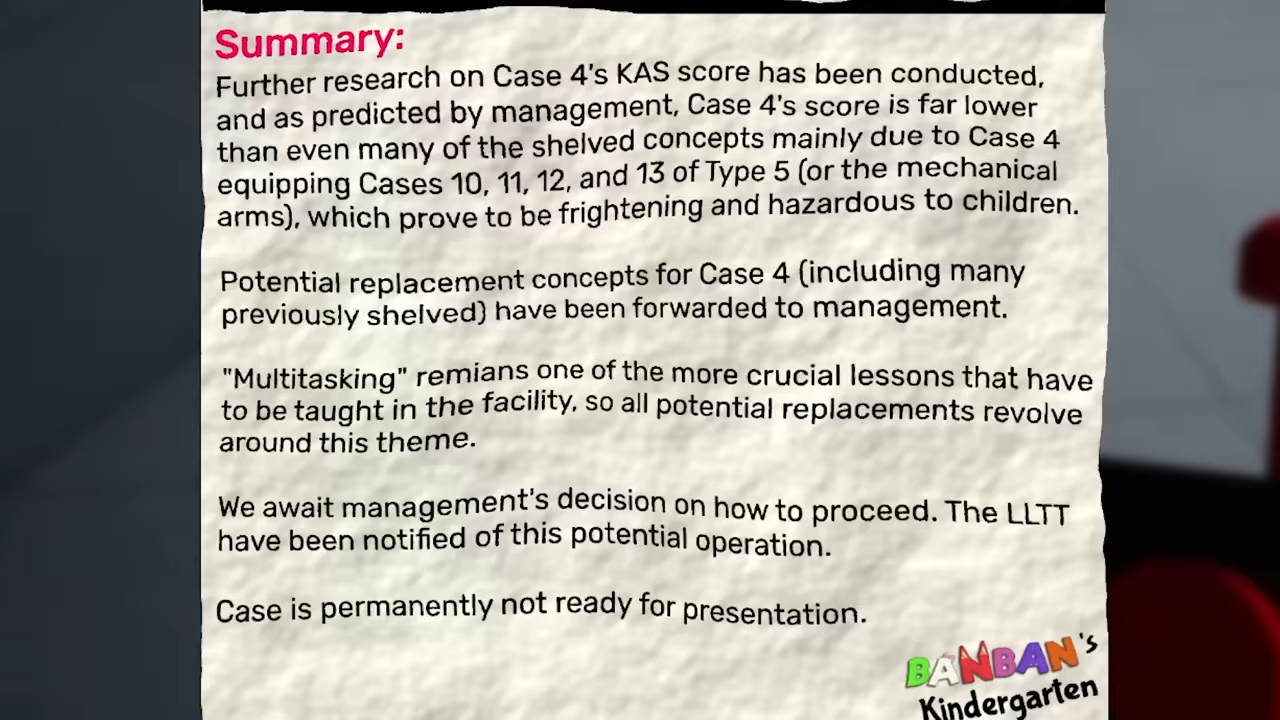 Summary:
Further research on Case 4's KAS score has been conducted,
and as predicted by management, Case 4's score is far lower
than even many of the shelved concepts mainly due to Case 4
equipping Cases 10, 11, 12, and 13 of Type 5 (or the mechanical
arms), which prove to be frightening and hazardous to children.
Potential replacement concepts for Case 4 (including many
previously shelved) have been forwarded to management.
"Multitasking" remians one of the more crucial lessons that have
to be taught in the facility, so all potential replacements revolve
around this theme.
We await management's decision on how to proceed. The LLTT
have been notified of this potential operation.
Case is permanently not ready for presentation.
BANBAN's
Kindergarten